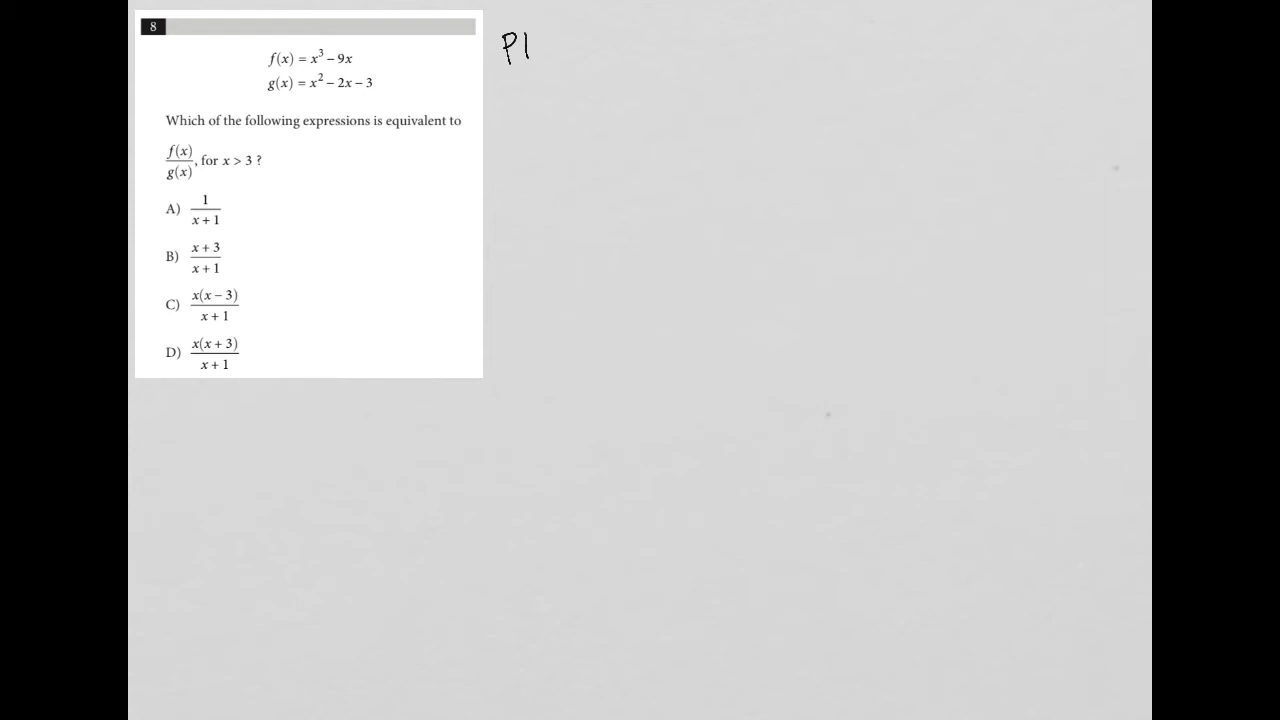 8
f(x) = x³ – 9x
g(x) = x² – 2x – 3
Which of the following expressions is equivalent to
f(x)/g(x), for x > 3 ?
A) 1/(x + 1)
B) (x + 3)/(x + 1)
C) x(x – 3)/(x + 1)
D) x(x + 3)/(x + 1)
PI